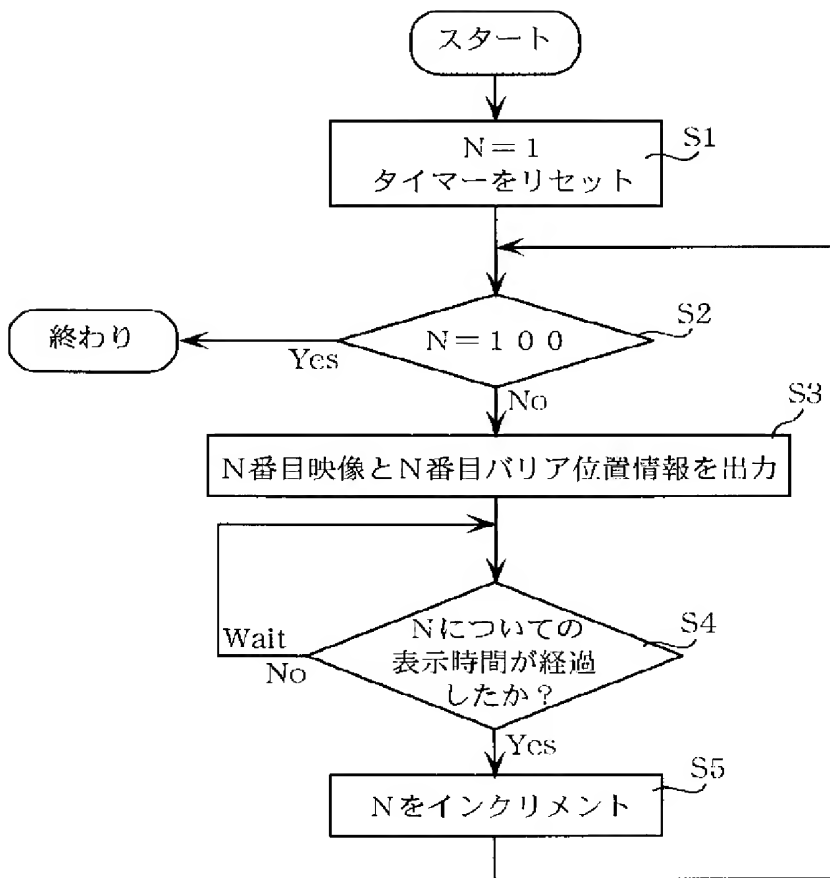 スタート
N=1
タイマーをリセット
S1
N=100
S2
終わり
Yes
No
S3
N番目映像とN番目バリア位置情報を出力
Nについての
表示時間が経過
したか?
S4
Wait
No
Yes
S5
Nをインクリメント